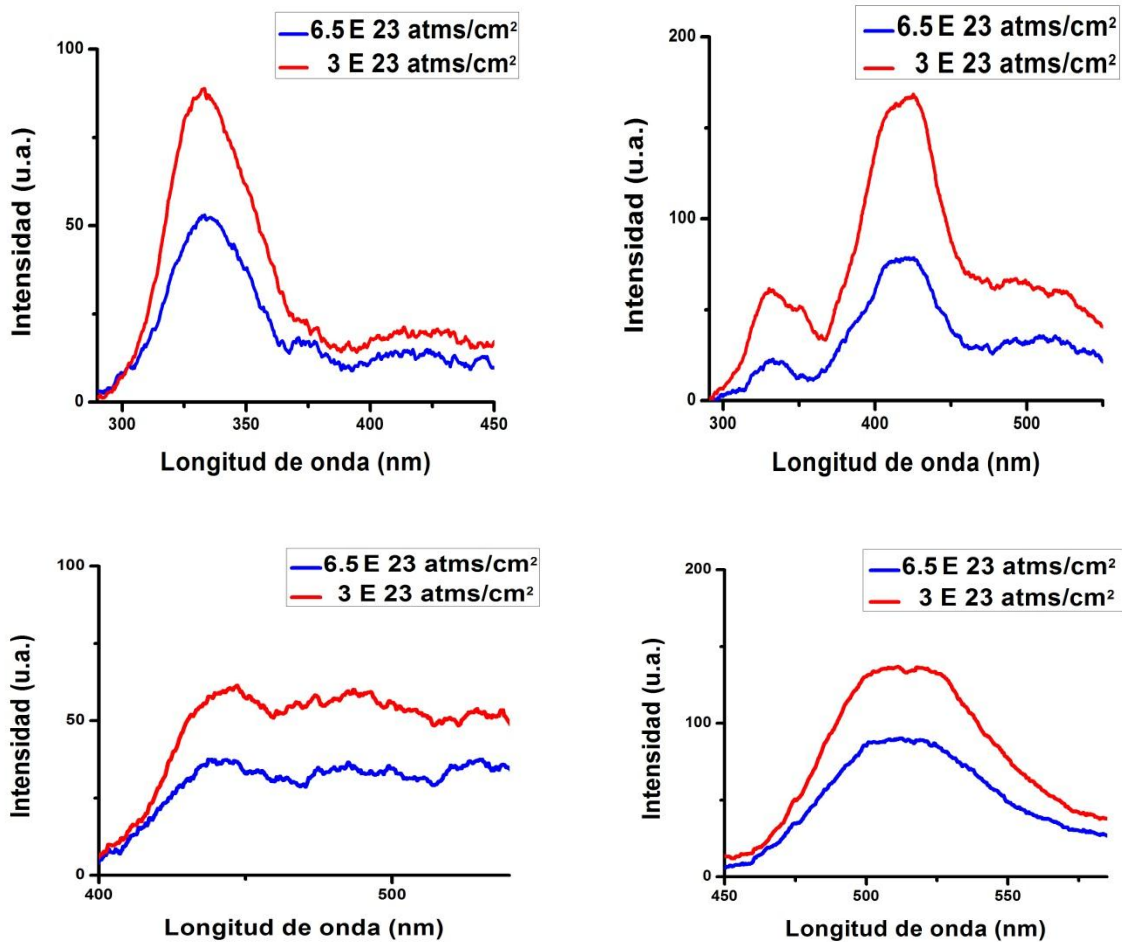 6.5 E 23 atms/cm²
3 E 23 atms/cm²
100
50
0
Intensidad (u.a.)
300 350 400 450
Longitud de onda (nm)
6.5 E 23 atms/cm²
3 E 23 atms/cm²
200
100
0
Intensidad (u.a.)
300 400 500
Longitud de onda (nm)
6.5 E 23 atms/cm²
3 E 23 atms/cm²
100
50
0
Intensidad (u.a.)
400 500
Longitud de onda (nm)
6.5 E 23 atms/cm²
3 E 23 atms/cm²
200
100
0
Intensidad (u.a.)
450 500 550
Longitud de onda (nm)